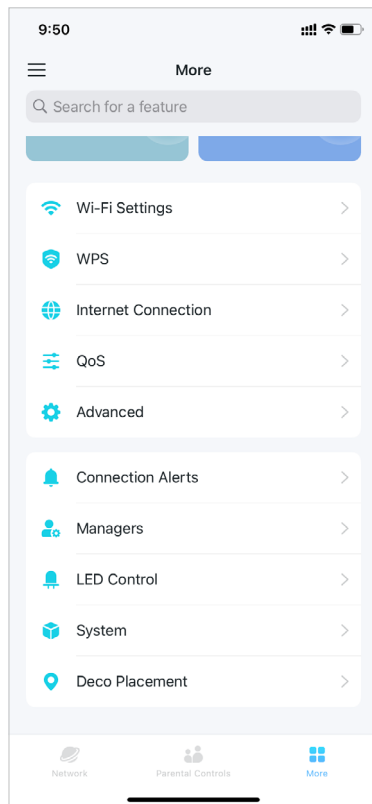 9:50
More
Search for a feature
Wi-Fi Settings
WPS
Internet Connection
QoS
Advanced
Connection Alerts
Managers
LED Control
System
Deco Placement
Network Parental Controls More